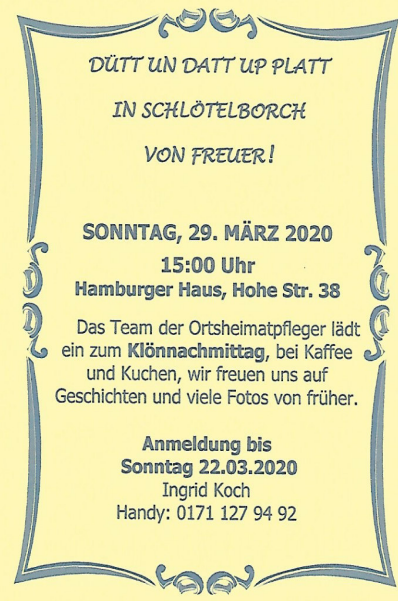 DÜTT UN DATT UP PLATT
IN SCHLÖTELBORCH
VON FREUER!
SONNTAG, 29. MÄRZ 2020
15:00 Uhr
Hamburger Haus, Hohe Str. 38
Das Team der Ortsheimatpfleger lädt
ein zum Klönnachmittag, bei Kaffee
und Kuchen, wir freuen uns auf
Geschichten und viele Fotos von früher.
Anmeldung bis
Sonntag 22.03.2020
Ingrid Koch
Handy: 0171 127 94 92